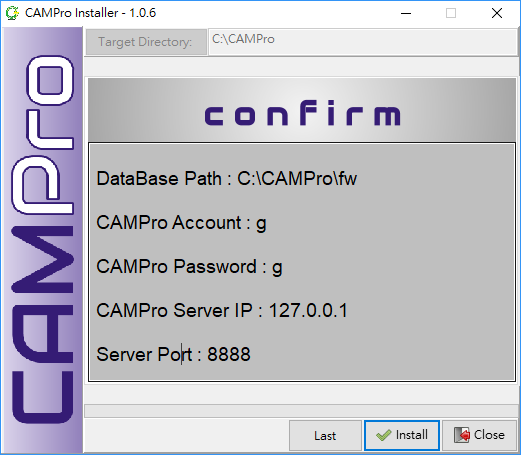 CAMPro Installer - 1.0.6
Target Directory:
C:\CAMPro
CAMPro
confirm
DataBase Path : C:\CAMPro\fw
CAMPro Account : g
CAMPro Password : g
CAMPro Server IP : 127.0.0.1
Server Port : 8888
Last
Install
Close